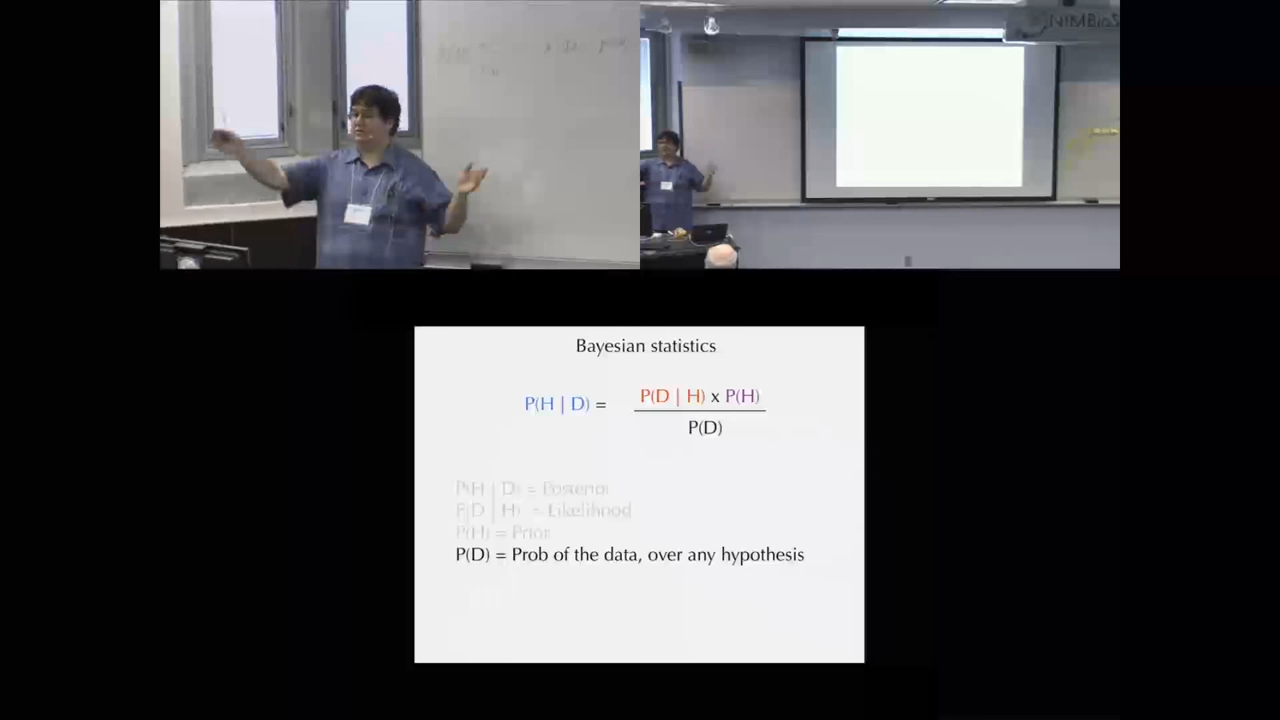 NIMBioS
Bayesian statistics
P(H | D) = P(D | H) x P(H)
P(D)
P(H | D) = Posterior
P(D | H) = Likelihood
P(H) = Prior
P(D) = Prob of the data, over any hypothesis